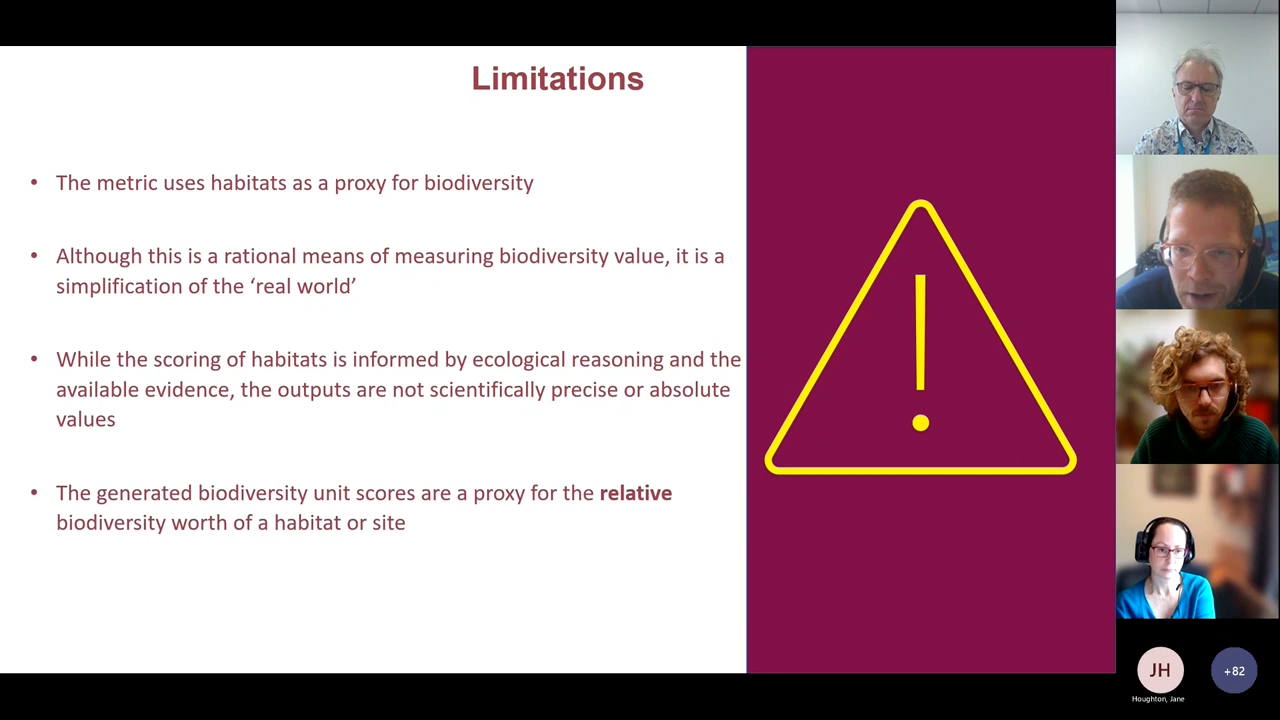 Limitations
• The metric uses habitats as a proxy for biodiversity
• Although this is a rational means of measuring biodiversity value, it is a
simplification of the ‘real world’
• While the scoring of habitats is informed by ecological reasoning and the
available evidence, the outputs are not scientifically precise or absolute
values
• The generated biodiversity unit scores are a proxy for the relative
biodiversity worth of a habitat or site
JH
+82
Houghton, Jane